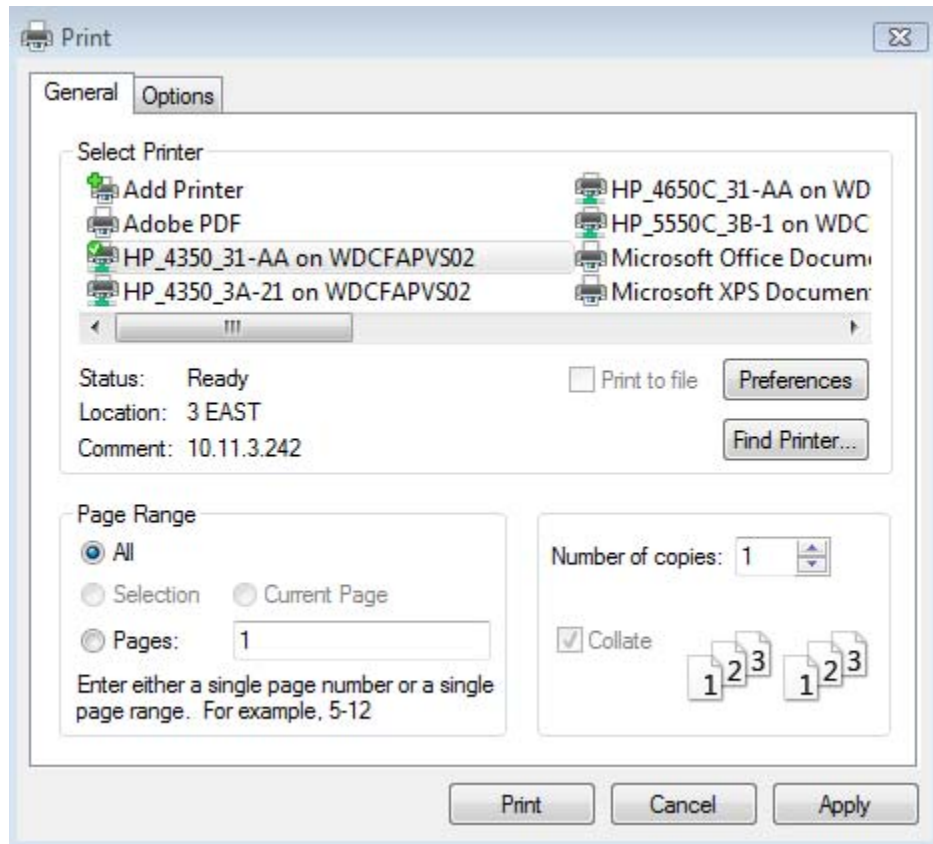 Print
General Options
Select Printer
Add Printer
Adobe PDF
HP_4350_31-AA on WDCFAPVS02
HP_4350_3A-21 on WDCFAPVS02
HP_4650C_31-AA on WD
HP_5550C_3B-1 on WDC
Microsoft Office Docum
Microsoft XPS Documen
Status: Ready
Location: 3 EAST
Comment: 10.11.3.242
Print to file
Preferences
Find Printer...
Page Range
All
Selection Current Page
Pages: 1
Enter either a single page number or a single
page range. For example, 5-12
Number of copies: 1
Collate
1 2 3 1 2 3
Print Cancel Apply